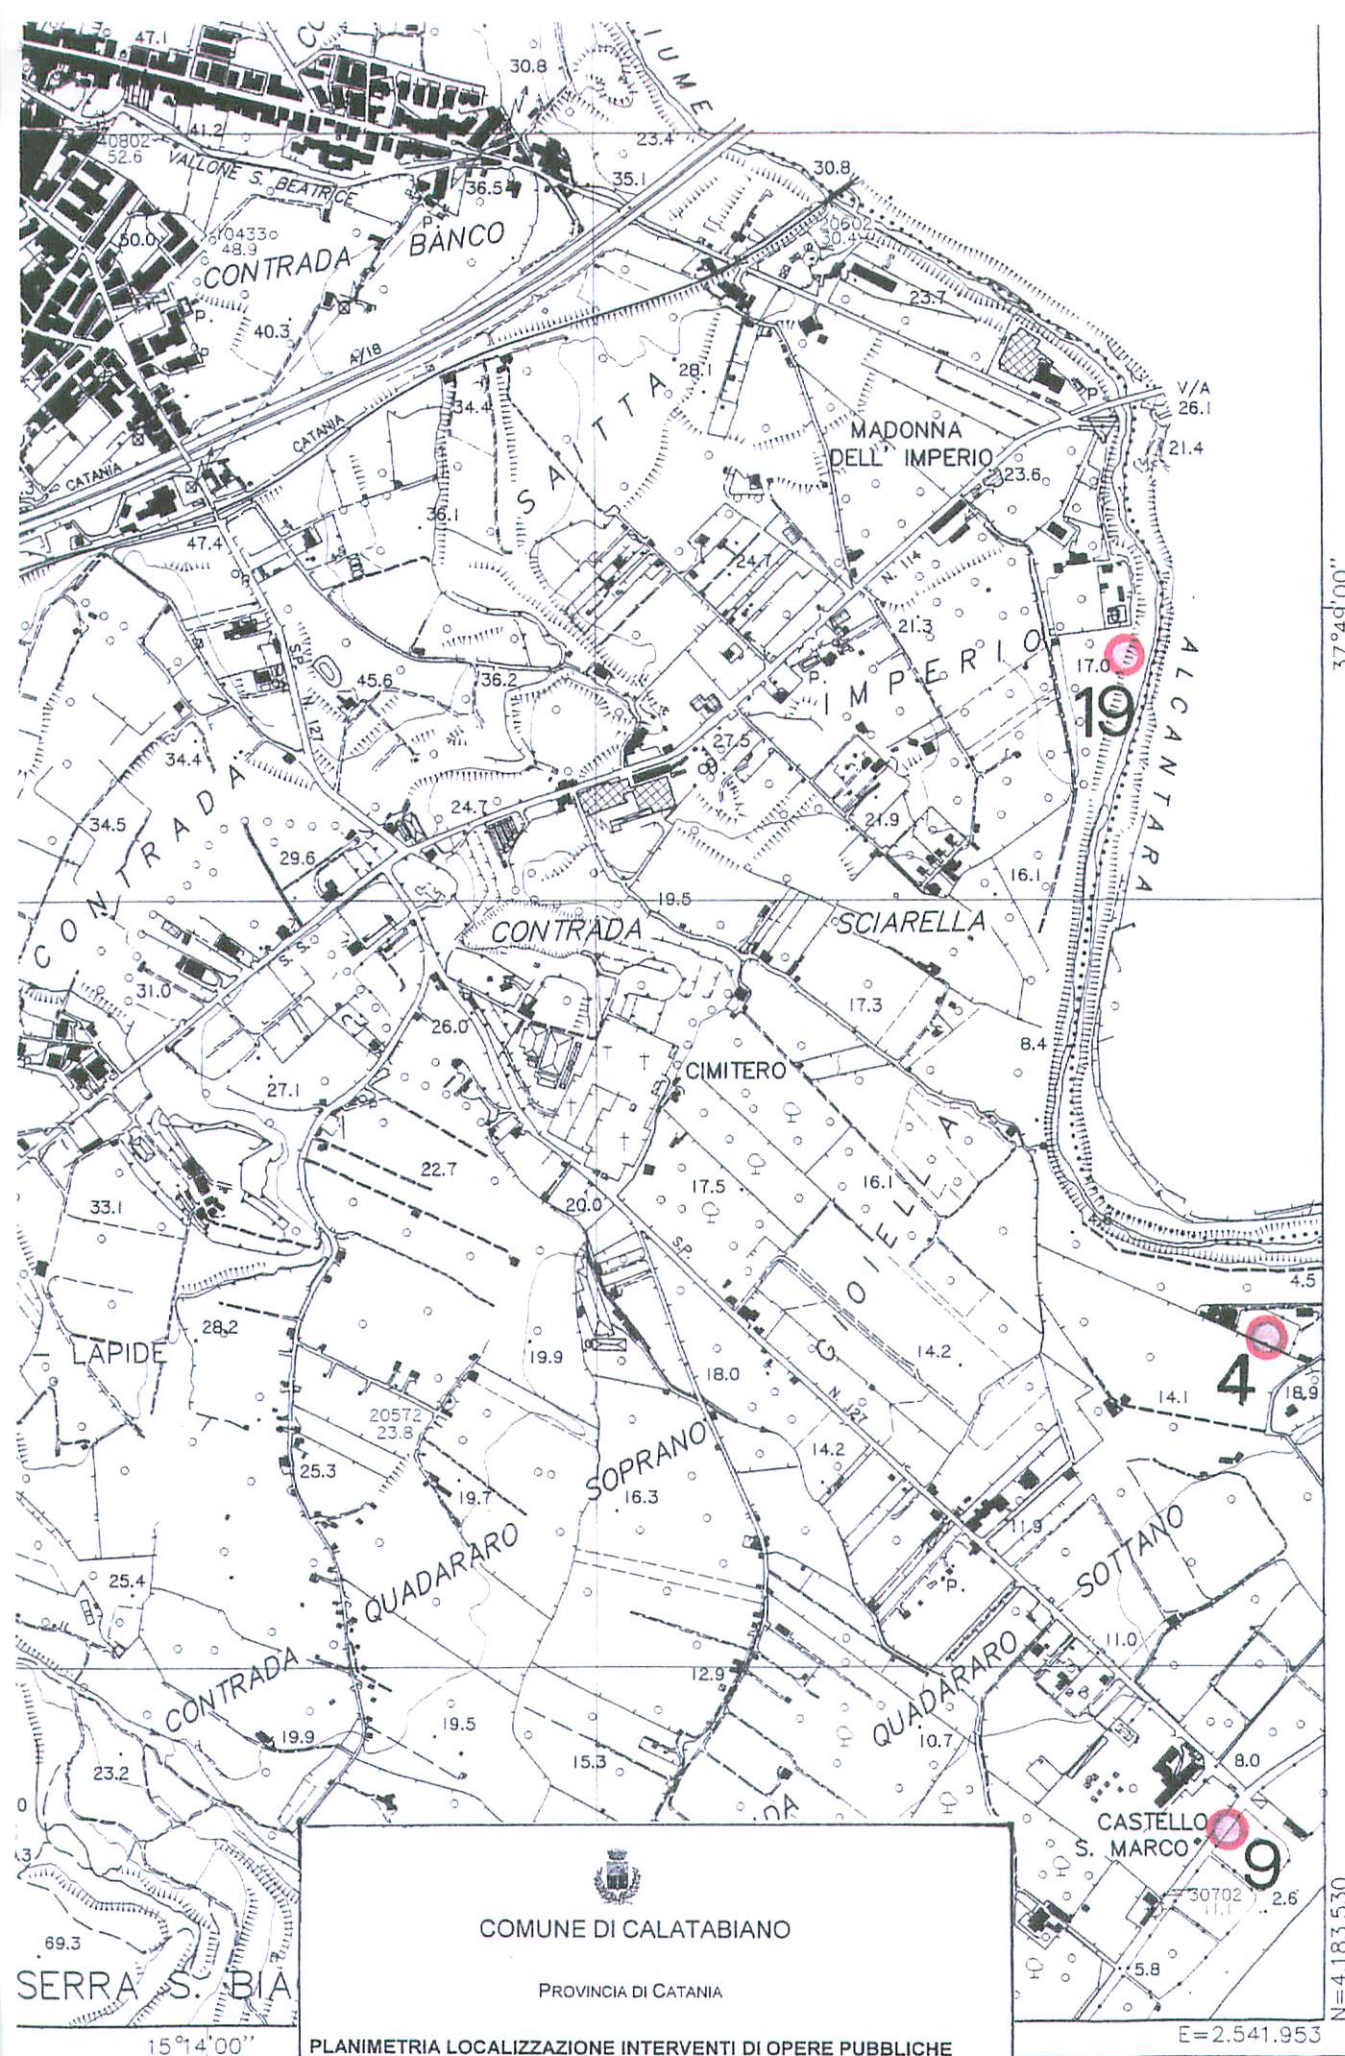 47.1
30.8
IUME
40802
52.6
41.2
VALLONE S. BEATRICE
23.4
35.1
36.5
30.8
P.
50.0
10433
48.9
CONTRADA BANCO
30.4
23.7
P.
40.3
A/18
34.4
28.1
CATANIA
V/A
26.1
21.4
P
SAITTA
MADONNA
DELL' IMPERIO
23.6
CATANIA
36.1
47.4
24.7
N. 114
21.3
37°49'00"
S.P.
N. 127
45.6
36.2
P.
IMPERIO
17.0
19
ALCANTARA
34.4
27.5
24.7
21.9
34.5
29.6
16.1
CONTRADA
19.5
CONTRADA
SCIARELLA
S. S.
31.0
17.3
26.0
8.4
CIMITERO
27.1
22.7
17.5
16.1
20.0
33.1
S.P.
GIOIELLA
4.5
28.2
LAPIDE
19.9
18.0
14.2
4
14.1
18.9
20572
23.8
N. 127
14.2
25.3
19.7
SOPRANO
16.3
11.9
SOTTANO
QUADARARO
P.
25.4
11.0
CONTRADA
12.9
QUADARARO
19.9
19.5
15.3
10.7
23.2
8.0
DA
CASTELLO
S. MARCO
9
30702
11.1
2.6
69.3
5.8
SERRA S. BIA
COMUNE DI CALATABIANO
PROVINCIA DI CATANIA
PLANIMETRIA LOCALIZZAZIONE INTERVENTI DI OPERE PUBBLICHE
15°14'00"
E=2.541.953
N=4.183.530